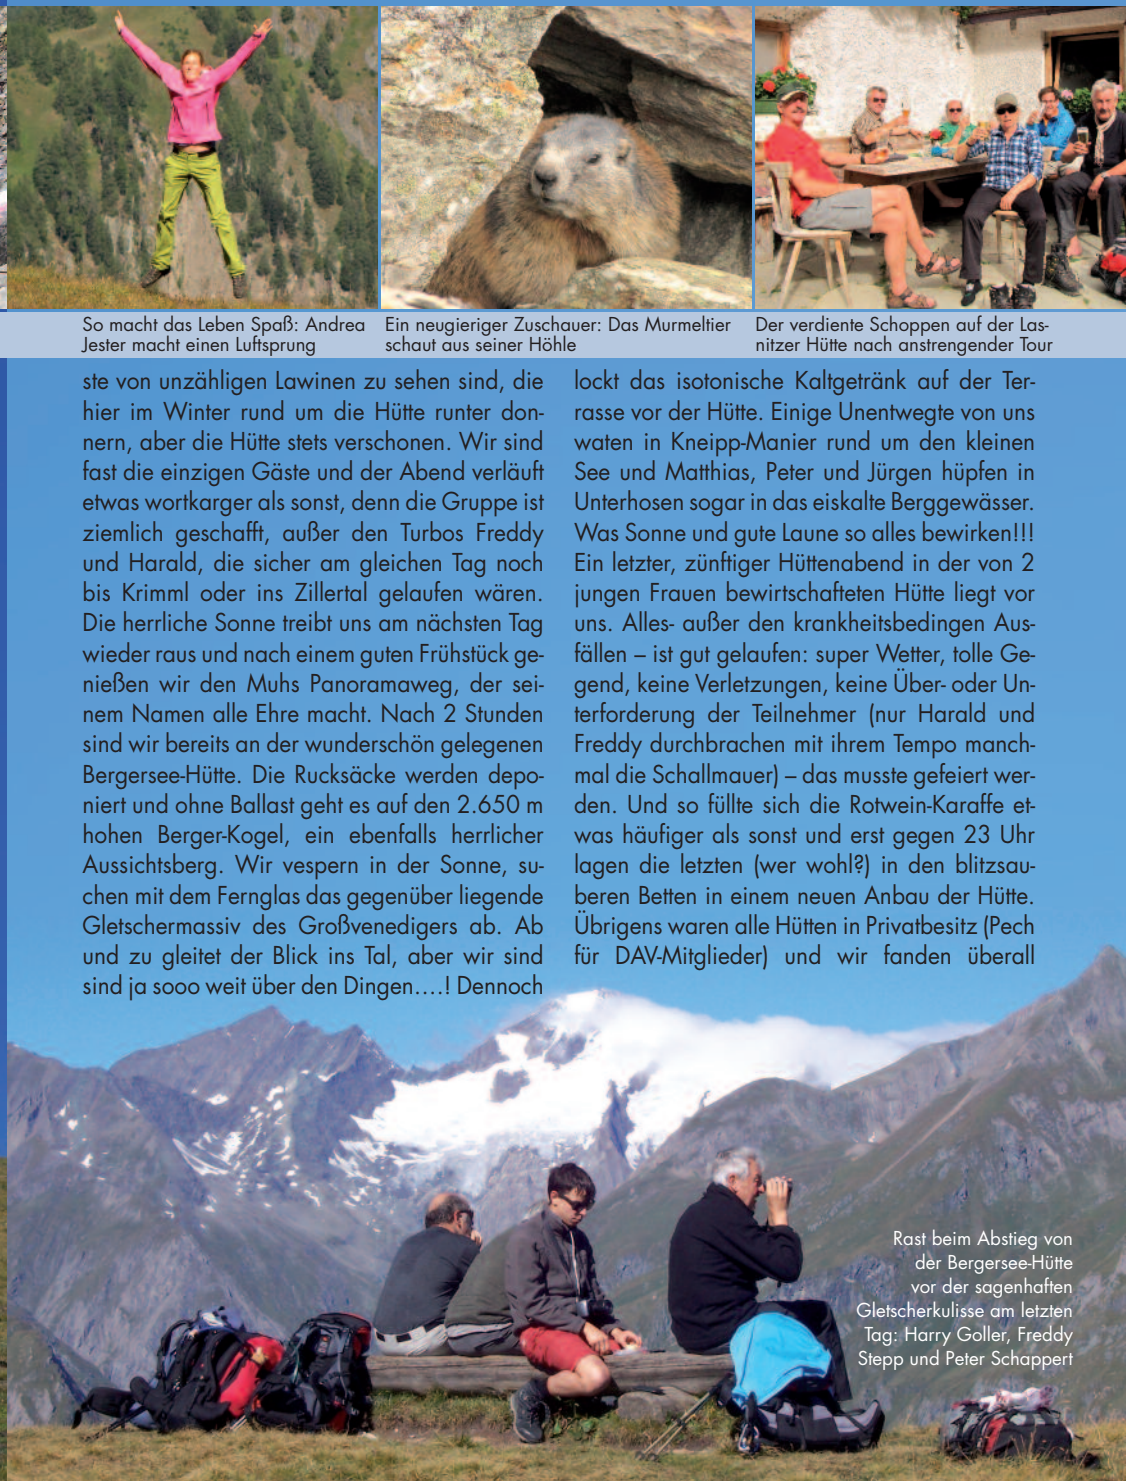 So macht das Leben Spaß: Andrea
Jester macht einen Luftsprung
Ein neugieriger Zuschauer: Das Murmeltier
schaut aus seiner Höhle
Der verdiente Schoppen auf der Las-
nitzer Hütte nach anstrengender Tour
ste von unzähligen Lawinen zu sehen sind, die
hier im Winter rund um die Hütte runter don-
nern, aber die Hütte stets verschonen. Wir sind
fast die einzigen Gäste und der Abend verläuft
etwas wortkarger als sonst, denn die Gruppe ist
ziemlich geschafft, außer den Turbos Freddy
und Harald, die sicher am gleichen Tag noch
bis Krimml oder ins Zillertal gelaufen wären.
Die herrliche Sonne treibt uns am nächsten Tag
wieder raus und nach einem guten Frühstück ge-
nießen wir den Muhs Panoramaweg, der sei-
nem Namen alle Ehre macht. Nach 2 Stunden
sind wir bereits an der wunderschön gelegenen
Bergersee-Hütte. Die Rucksäcke werden depo-
niert und ohne Ballast geht es auf den 2.650 m
hohen Berger-Kogel, ein ebenfalls herrlicher
Aussichtsberg. Wir vespern in der Sonne, su-
chen mit dem Fernglas das gegenüber liegende
Gletschermassiv des Großvenedigers ab. Ab
und zu gleitet der Blick ins Tal, aber wir sind
sind ja sooo weit über den Dingen....! Dennoch
lockt das isotonische Kaltgetränk auf der Ter-
rasse vor der Hütte. Einige Unentwegte von uns
waten in Kneipp-Manier rund um den kleinen
See und Matthias, Peter und Jürgen hüpfen in
Unterhosen sogar in das eiskalte Berggewässer.
Was Sonne und gute Laune so alles bewirken!!!
Ein letzter, zünftiger Hüttenabend in der von 2
jungen Frauen bewirtschafteten Hütte liegt vor
uns. Alles- außer den krankheitsbedingen Aus-
fällen – ist gut gelaufen: super Wetter, tolle Ge-
gend, keine Verletzungen, keine Über- oder Un-
terforderung der Teilnehmer (nur Harald und
Freddy durchbrachen mit ihrem Tempo manch-
mal die Schallmauer) – das musste gefeiert wer-
den. Und so füllte sich die Rotwein-Karaffe et-
was häufiger als sonst und erst gegen 23 Uhr
lagen die letzten (wer wohl?) in den blitzsau-
beren Betten in einem neuen Anbau der Hütte.
Übrigens waren alle Hütten in Privatbesitz (Pech
für DAV-Mitglieder) und wir fanden überall
Rast beim Abstieg von
der Bergersee-Hütte
vor der sagenhaften
Gletscherkulisse am letzten
Tag: Harry Goller, Freddy
Stepp und Peter Schappert